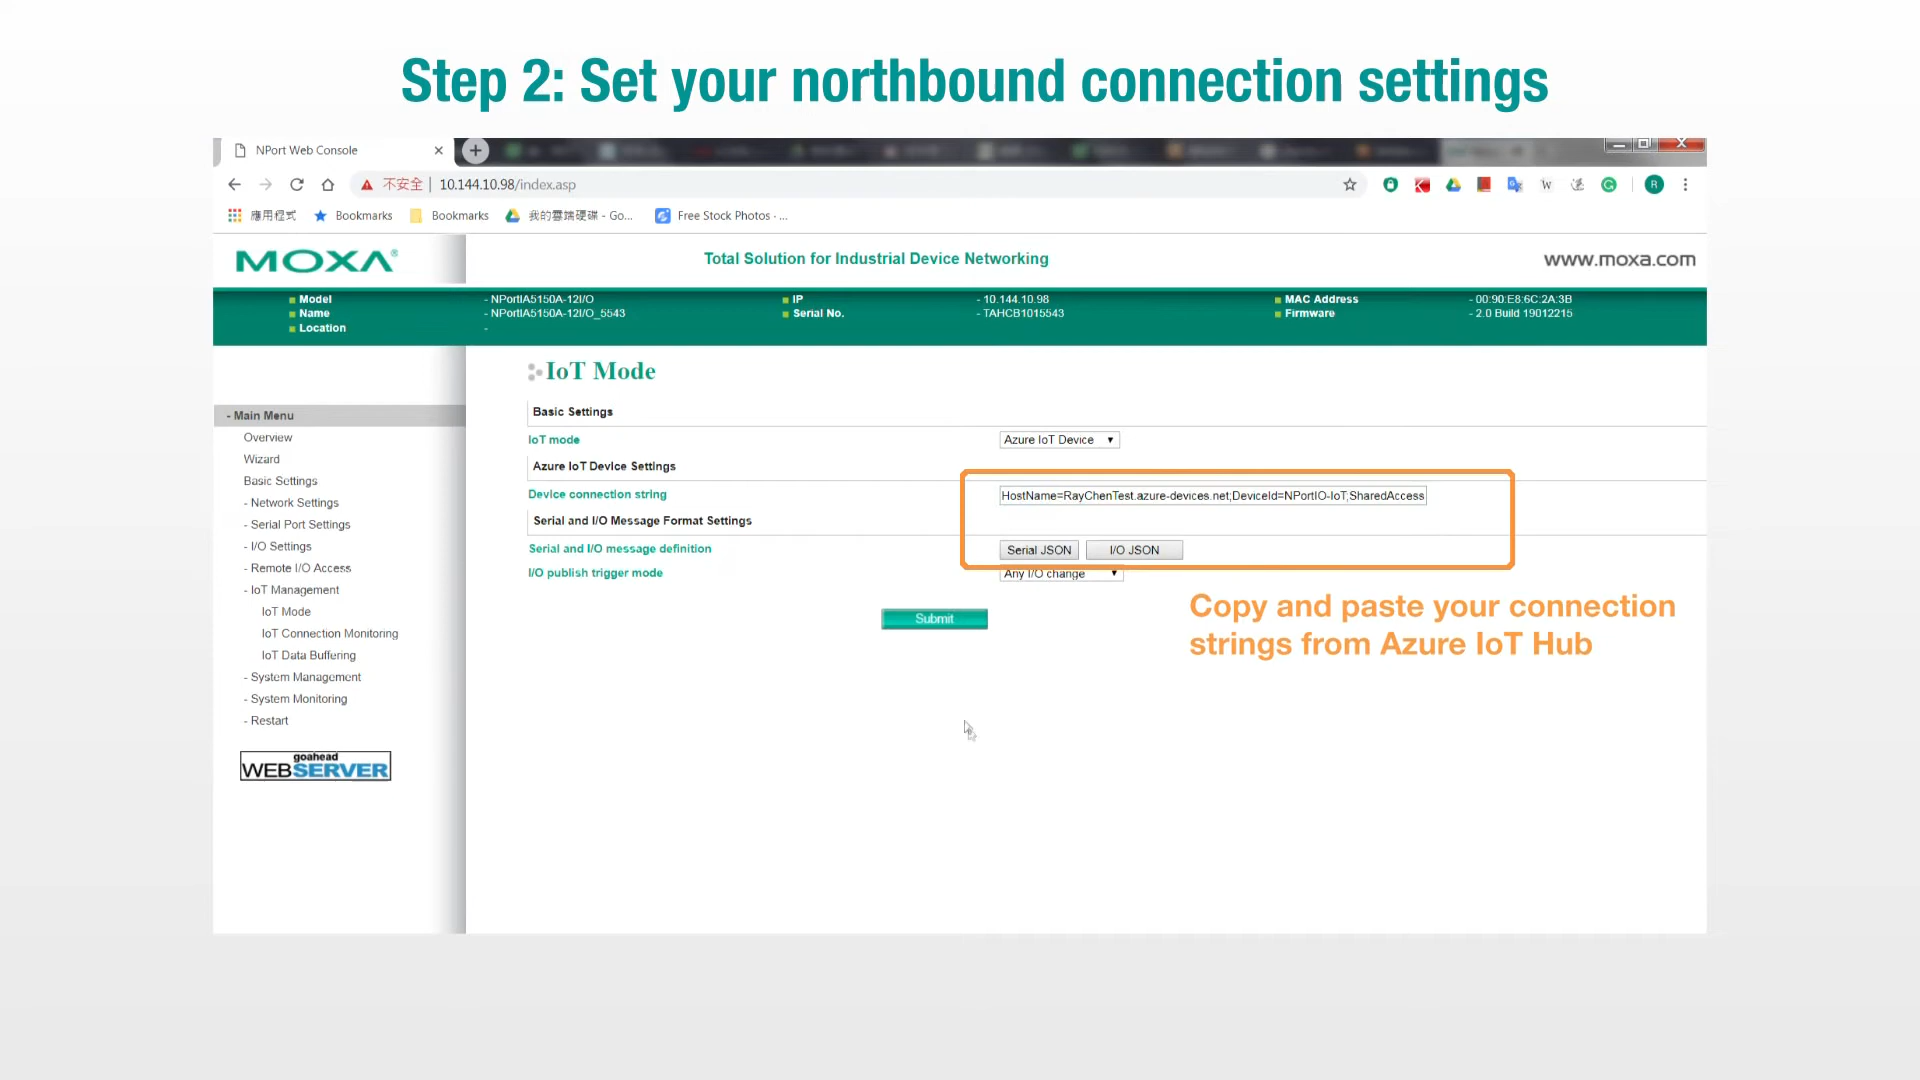 Step 2: Set your northbound connection settings
NPort Web Console
不安全 | 10.144.10.98/index.asp
應用程式 Bookmarks Bookmarks 我的雲端硬碟 - Go... Free Stock Photos - ...
MOXA® Total Solution for Industrial Device Networking www.moxa.com
Model - NPortIA5150A-12I/O IP - 10.144.10.98 MAC Address - 00:90:E8:6C:2A:3B
Name - NPortIA5150A-12I/O_5543 Serial No. - TAHCB1015543 Firmware - 2.0 Build 19012215
Location -
IoT Mode
- Main Menu
Overview
Wizard
Basic Settings
- Network Settings
- Serial Port Settings
- I/O Settings
- Remote I/O Access
- IoT Management
IoT Mode
IoT Connection Monitoring
IoT Data Buffering
- System Management
- System Monitoring
- Restart
goahead
WEBSERVER
Basic Settings
IoT mode Azure IoT Device
Azure IoT Device Settings
Device connection string HostName=RayChenTest.azure-devices.net;DeviceId=NPortIO-IoT;SharedAccess
Serial and I/O Message Format Settings
Serial and I/O message definition Serial JSON I/O JSON
I/O publish trigger mode Any I/O change
Submit
Copy and paste your connection
strings from Azure IoT Hub